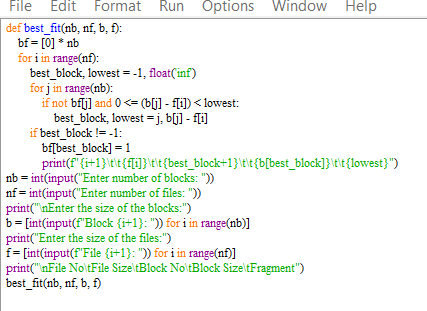 File Edit Format Run Options Window Help
def best_fit(nb, nf, b, f):
    bf = [0] * nb
    for i in range(nf):
        best_block, lowest = -1, float('inf')
        for j in range(nb):
            if not bf[j] and 0 <= (b[j] - f[i]) < lowest:
                best_block, lowest = j, b[j] - f[i]
        if best_block != -1:
            bf[best_block] = 1
            print(f"{i+1}\t\t{f[i]}\t\t{best_block+1}\t\t{b[best_block]}\t\t{lowest}")
nb = int(input("Enter number of blocks: "))
nf = int(input("Enter number of files: "))
print("\nEnter the size of the blocks:")
b = [int(input(f"Block {i+1}: ")) for i in range(nb)]
print("Enter the size of the files:")
f = [int(input(f"File {i+1}: ")) for i in range(nf)]
print("\nFile No\tFile Size\tBlock No\tBlock Size\tFragment")
best_fit(nb, nf, b, f)